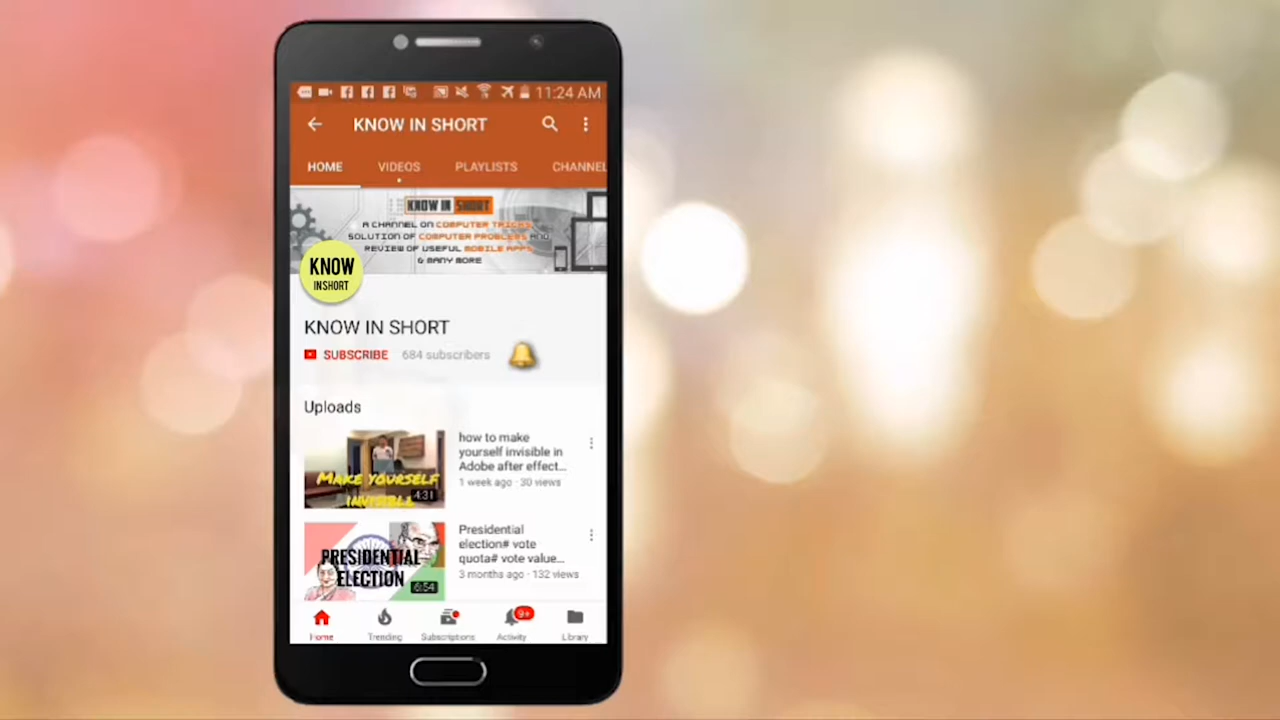 11:24 AM
KNOW IN SHORT
HOME VIDEOS PLAYLISTS CHANNEL
KNOW IN SHORT
A CHANNEL ON COMPUTER TRICKS,
SOLUTION OF COMPUTER PROBLEMS AND
REVIEW OF USEFUL MOBILE APPS
& MANY MORE
KNOW
IN SHORT
KNOW IN SHORT
SUBSCRIBE 684 subscribers
Uploads
how to make
yourself invisible in
Adobe after effect...
1 week ago · 30 views
MAKE YOURSELF
INVISIBLE
4:31
Presidential
election# vote
quota# vote value...
3 months ago · 132 views
PRESIDENTIAL
ELECTION
6:54
9+
Home Trending Subscriptions Activity Library